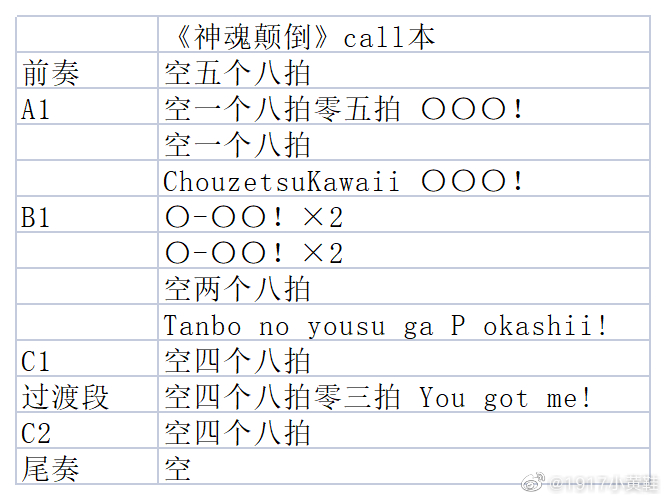 《神魂颠倒》call本
前奏 空五个八拍
A1 空一个八拍零五拍 〇〇〇!
空一个八拍
ChouzetsuKawaii 〇〇〇!
B1 〇-〇〇! ×2
〇-〇〇! ×2
空两个八拍
Tanbo no yousu ga P okashii!
C1 空四个八拍
过渡段 空四个八拍零三拍 You got me!
C2 空四个八拍
尾奏 空
@1917小黄鞋